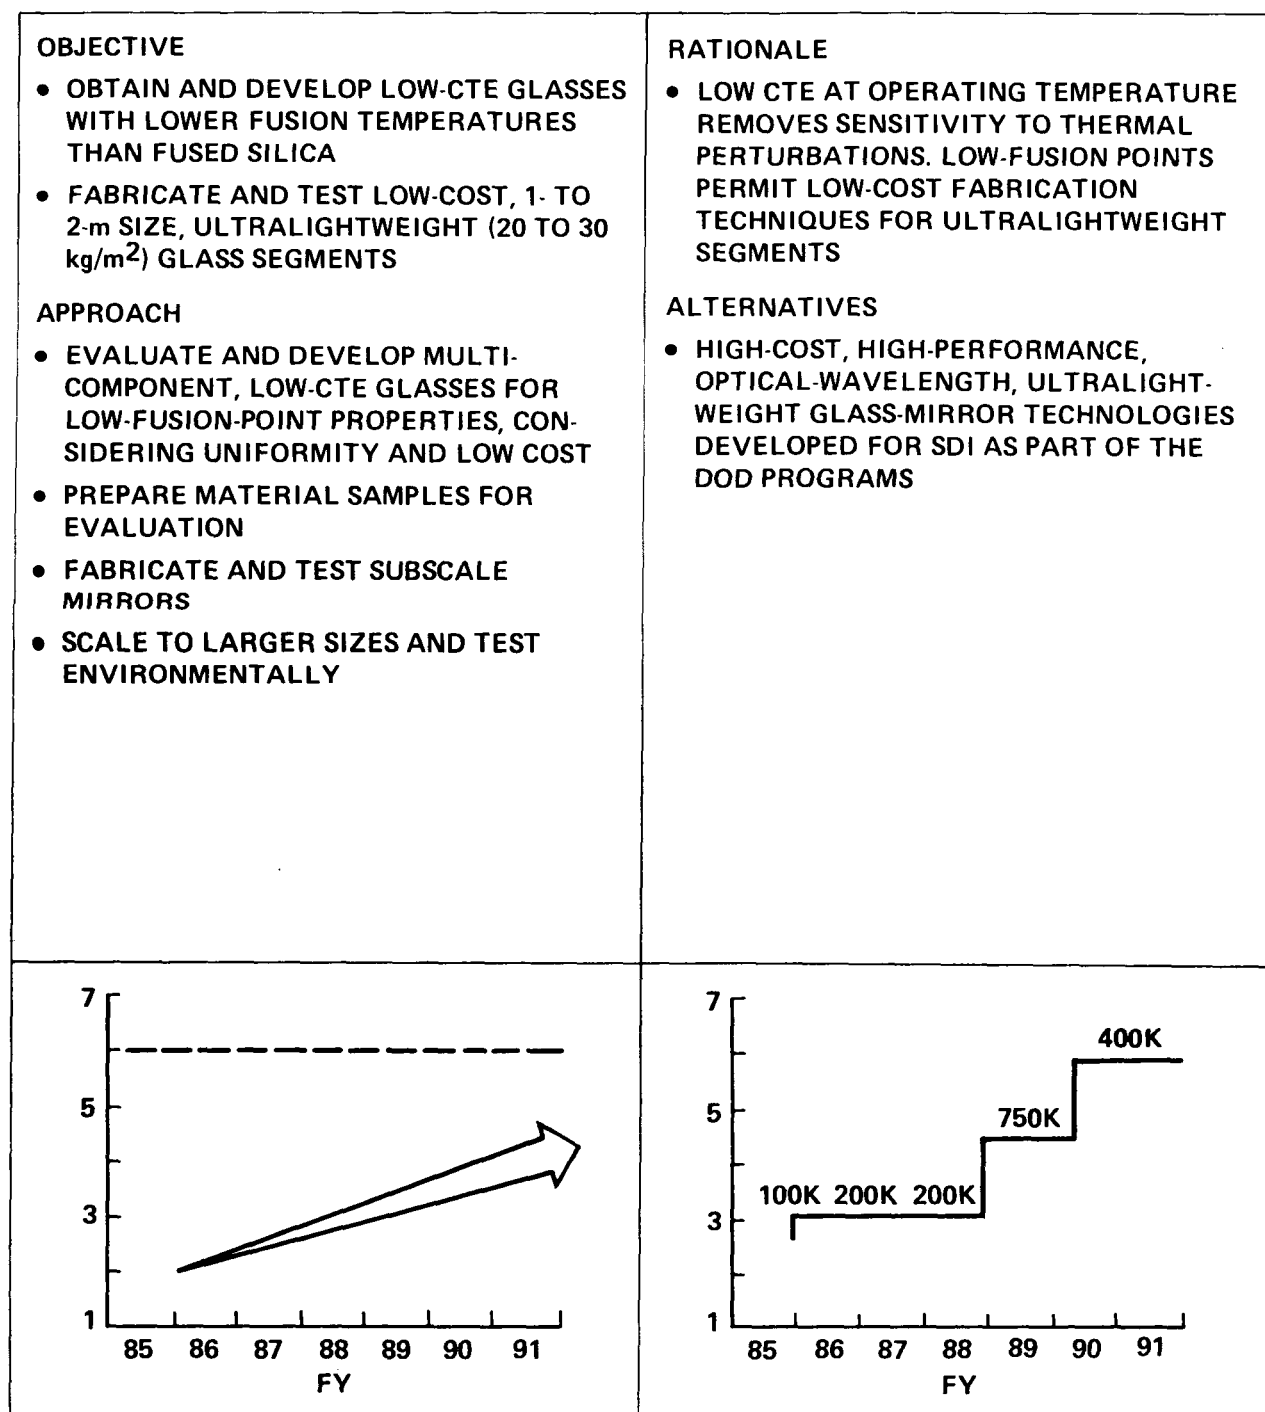 OBJECTIVE
• OBTAIN AND DEVELOP LOW-CTE GLASSES
WITH LOWER FUSION TEMPERATURES
THAN FUSED SILICA
• FABRICATE AND TEST LOW-COST, 1- TO
2-m SIZE, ULTRALIGHTWEIGHT (20 TO 30
kg/m²) GLASS SEGMENTS
APPROACH
• EVALUATE AND DEVELOP MULTI-
COMPONENT, LOW-CTE GLASSES FOR
LOW-FUSION-POINT PROPERTIES, CON-
SIDERING UNIFORMITY AND LOW COST
• PREPARE MATERIAL SAMPLES FOR
EVALUATION
• FABRICATE AND TEST SUBSCALE
MIRRORS
• SCALE TO LARGER SIZES AND TEST
ENVIRONMENTALLY
RATIONALE
• LOW CTE AT OPERATING TEMPERATURE
REMOVES SENSITIVITY TO THERMAL
PERTURBATIONS. LOW-FUSION POINTS
PERMIT LOW-COST FABRICATION
TECHNIQUES FOR ULTRALIGHTWEIGHT
SEGMENTS
ALTERNATIVES
• HIGH-COST, HIGH-PERFORMANCE,
OPTICAL-WAVELENGTH, ULTRALIGHT-
WEIGHT GLASS-MIRROR TECHNOLOGIES
DEVELOPED FOR SDI AS PART OF THE
DOD PROGRAMS
7
5
3
1
85 86 87 88 89 90 91
FY
7
400K
5
750K
100K 200K 200K
3
1
85 86 87 88 89 90 91
FY